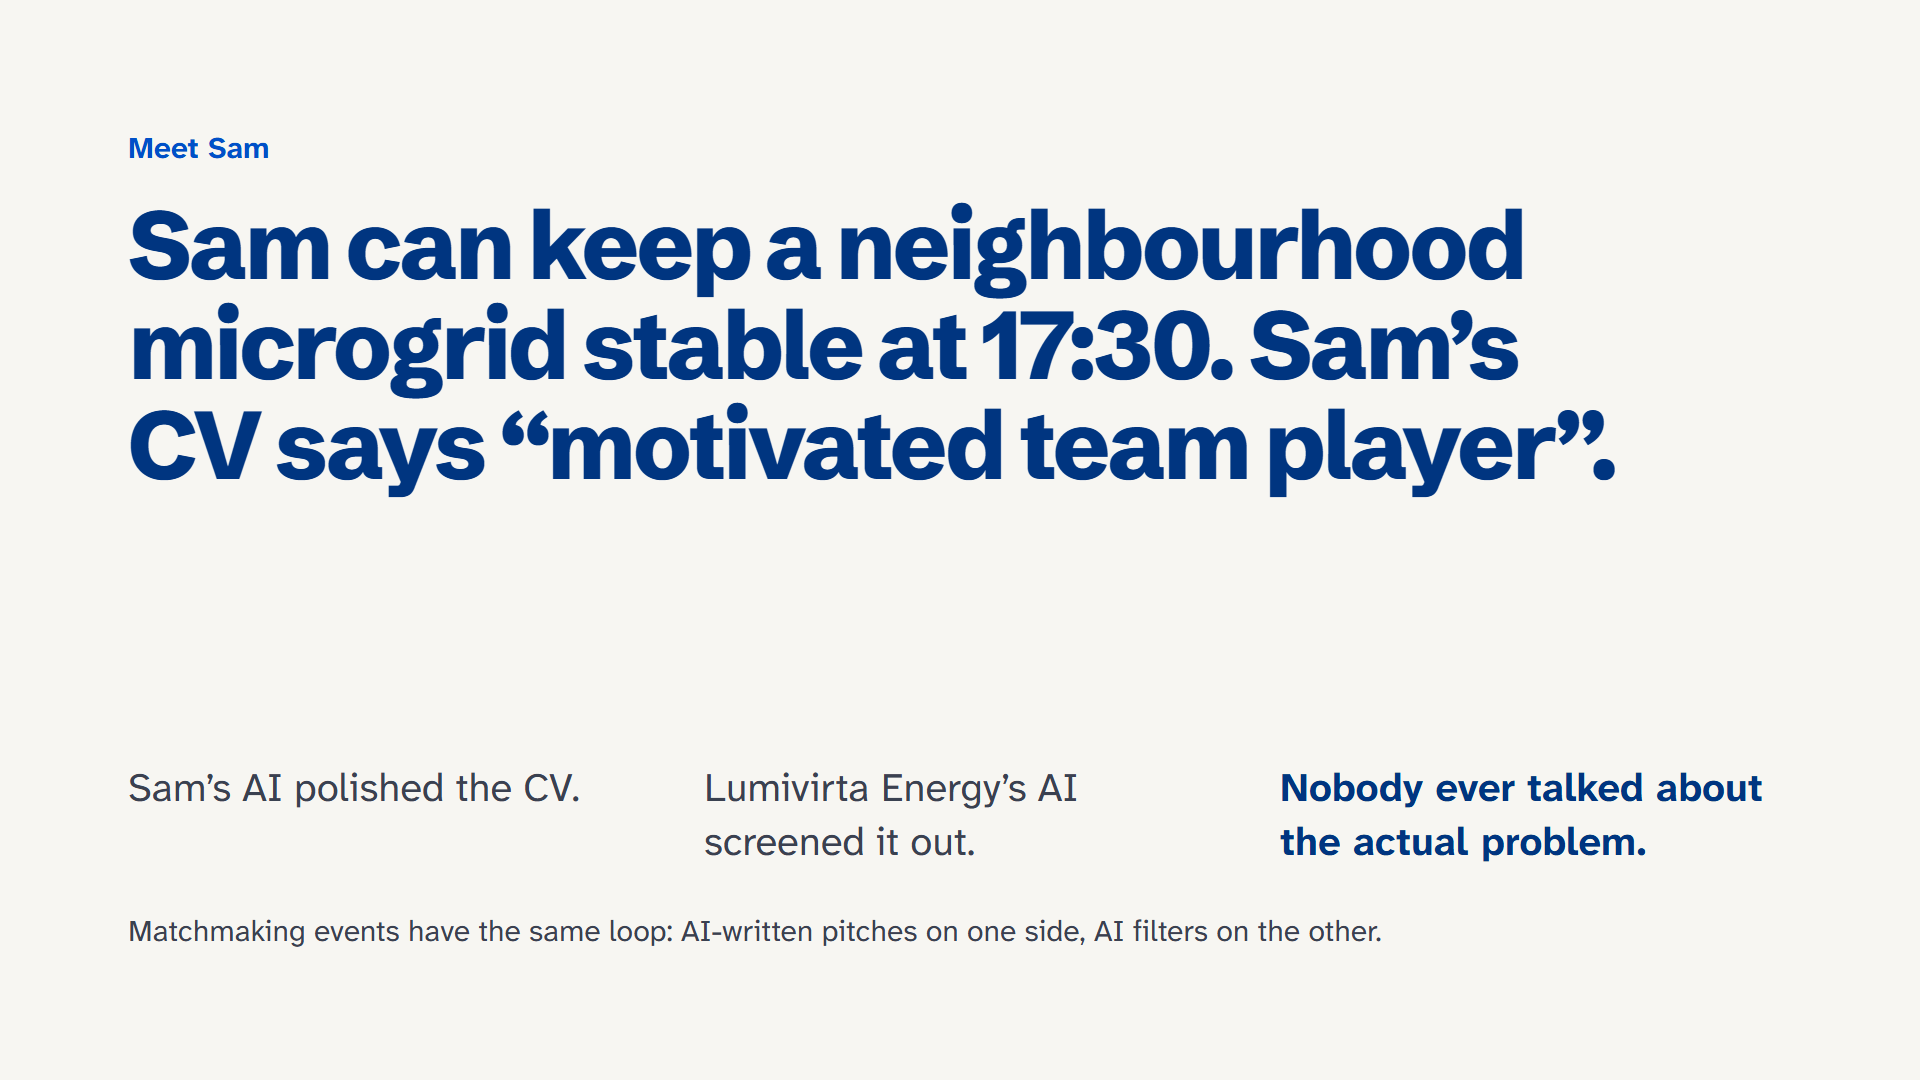 Meet Sam
Sam can keep a neighbourhood
microgrid stable at 17:30. Sam’s
CV says “motivated team player”.
Sam’s AI polished the CV.
Lumivirta Energy’s AI
screened it out.
Nobody ever talked about
the actual problem.
Matchmaking events have the same loop: AI-written pitches on one side, AI filters on the other.